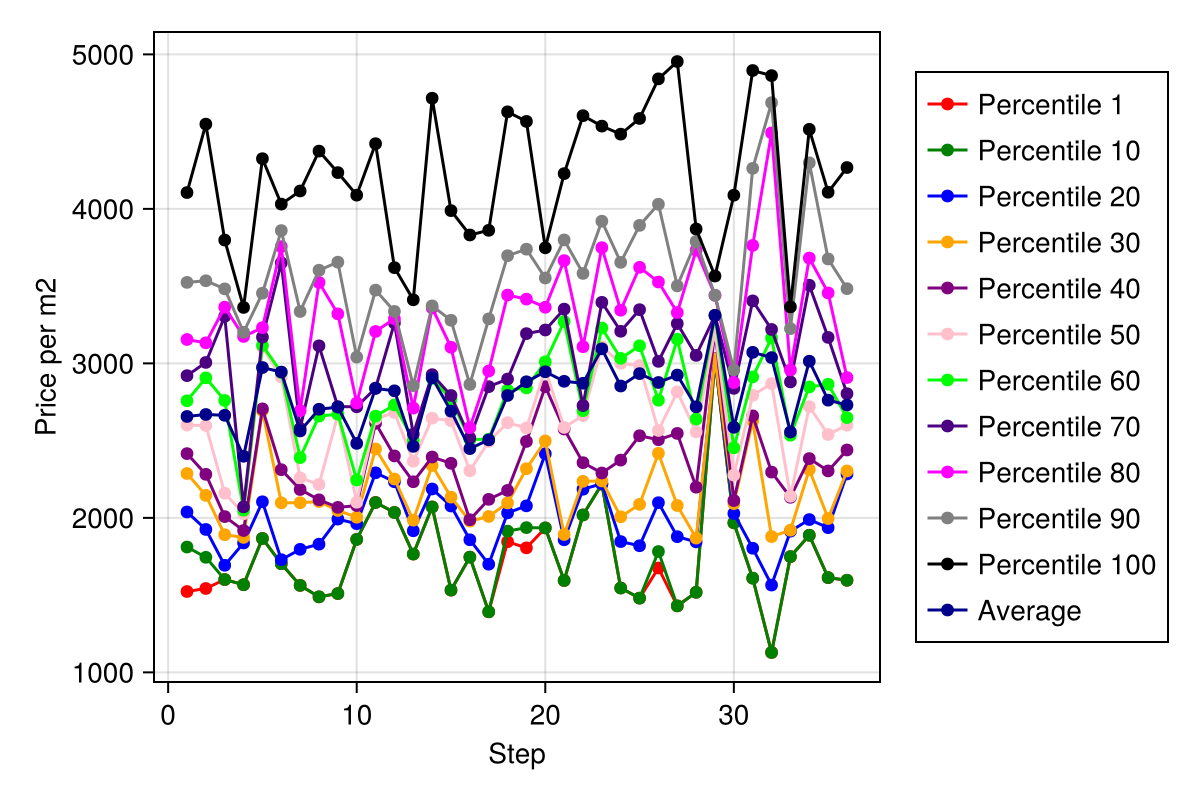 5000
4000
3000
2000
1000
0
10
20
30
Price per m2
Step
Percentile 1
Percentile 10
Percentile 20
Percentile 30
Percentile 40
Percentile 50
Percentile 60
Percentile 70
Percentile 80
Percentile 90
Percentile 100
Average